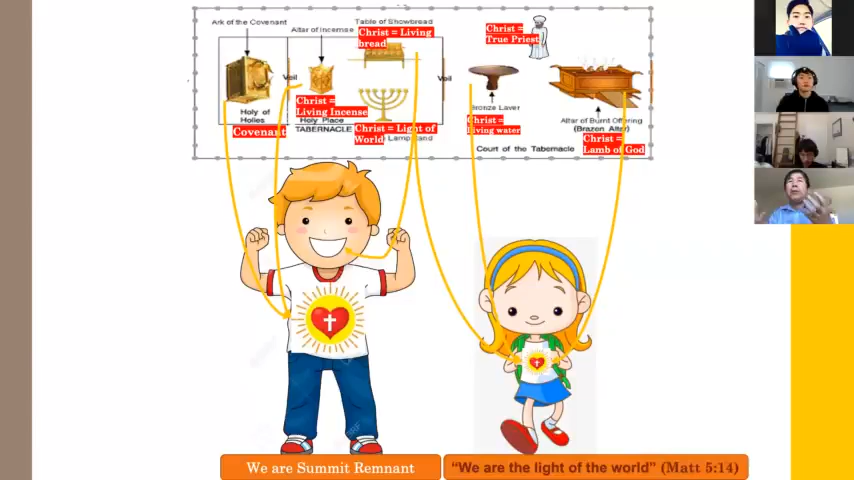 Ark of the Covenant
Altar of Incense
Table of Showbread
Christ = Living
bread
Christ =
True Priest
Veil
Veil
Christ =
Living Incense
Holy of
Holies
Holy Place
Covenant
TABERNACLE
Christ = Light of
World
Lampstand
Bronze Laver
Christ =
Living water
Altar of Burnt Offering
(Brazen Altar)
Christ =
Lamb of God
Court of the Tabernacle
We are Summit Remnant
“We are the light of the world” (Matt 5:14)